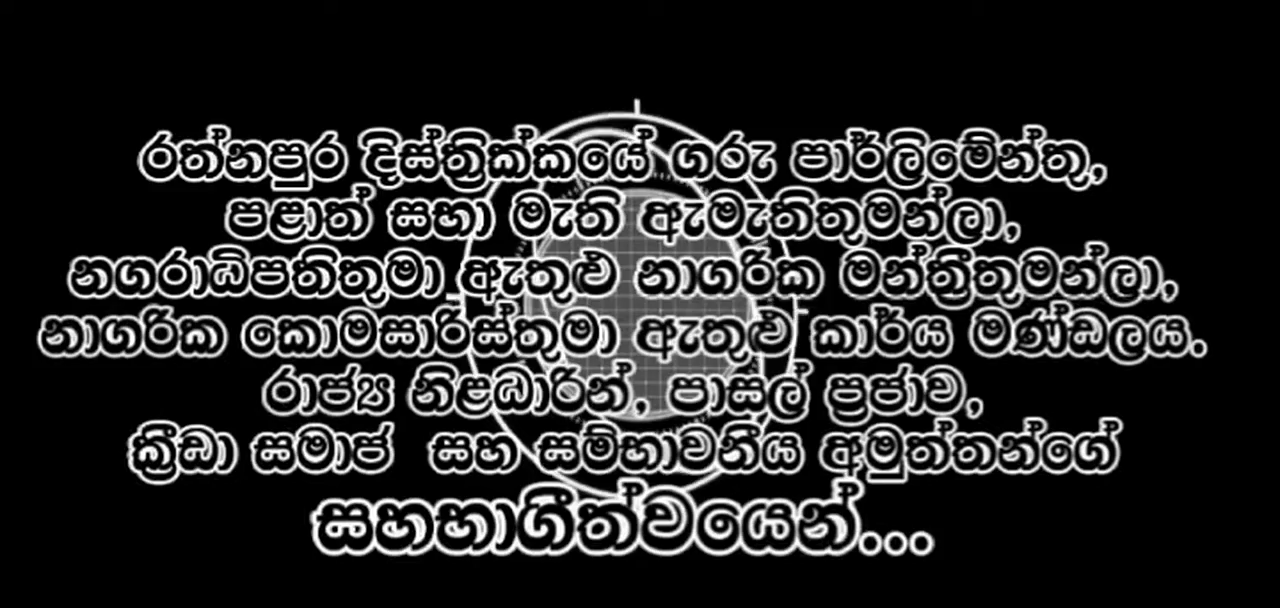 රත්නපුර දිස්ත්‍රික්කයේ ගරු පාර්ලිමේන්තු,
පළාත් සභා මැති ඇමැතිතුමන්ලා,
නගරාධිපතිතුමා ඇතුළු නාගරික මන්ත්‍රීතුමන්ලා,
නාගරික කොමසාරිස්තුමා ඇතුළු කාර්ය මණ්ඩලය.
රාජ්‍ය නිළධාරින්, පාසල් ප්‍රජාව,
ක්‍රීඩා සමාජ සහ සම්භාවනීය අමුත්තන්ගේ
සහභාගීත්වයෙන්...